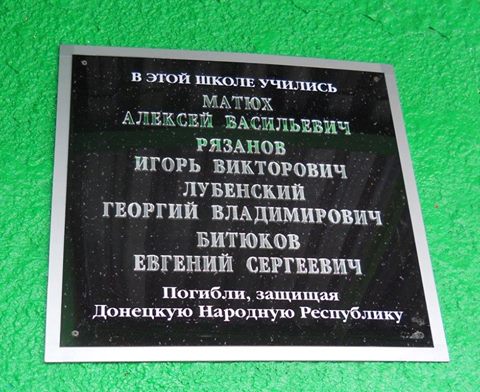 В ЭТОЙ ШКОЛЕ УЧИЛИСЬ
МАТЮХ
АЛЕКСЕЙ ВАСИЛЬЕВИЧ
РЯЗАНОВ
ИГОРЬ ВИКТОРОВИЧ
ЛУБЕНСКИЙ
ГЕОРГИЙ ВЛАДИМИРОВИЧ
БИТЮКОВ
ЕВГЕНИЙ СЕРГЕЕВИЧ
Погибли, защищая
Донецкую Народную Республику